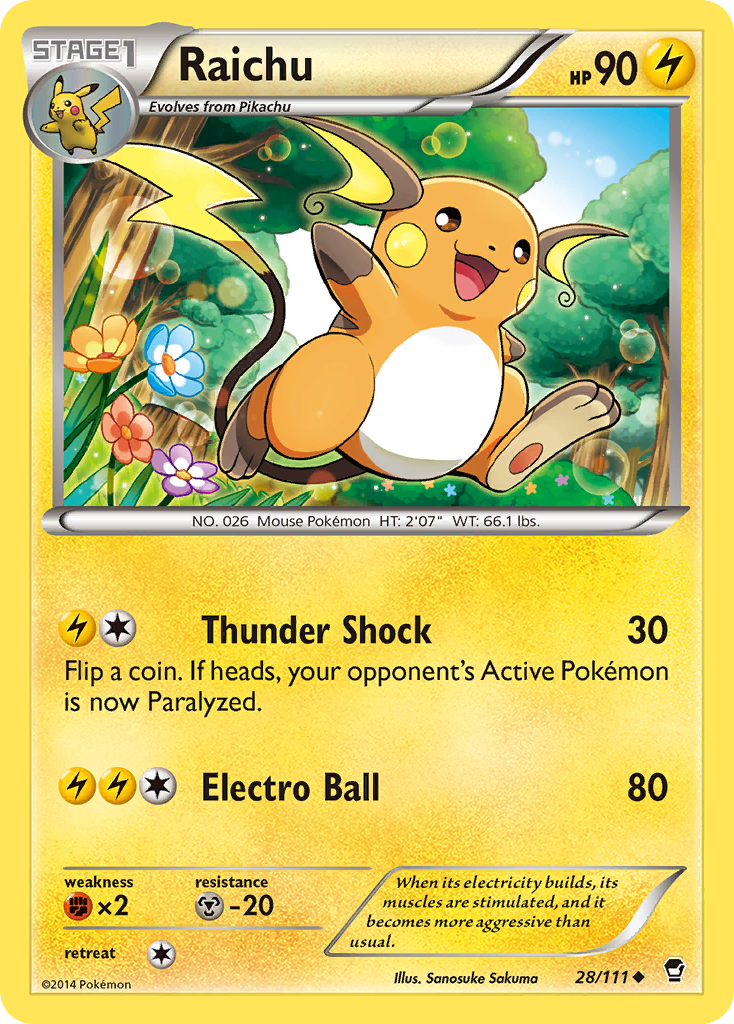 STAGE1
Raichu
HP 90
Evolves from Pikachu
NO. 026 Mouse Pokémon HT: 2'07" WT: 66.1 lbs.
Thunder Shock 30
Flip a coin. If heads, your opponent's Active Pokémon
is now Paralyzed.
Electro Ball 80
weakness resistance
×2 -20
When its electricity builds, its
muscles are stimulated, and it
becomes more aggressive than
usual.
retreat
©2014 Pokémon
Illus. Sanosuke Sakuma 28/111